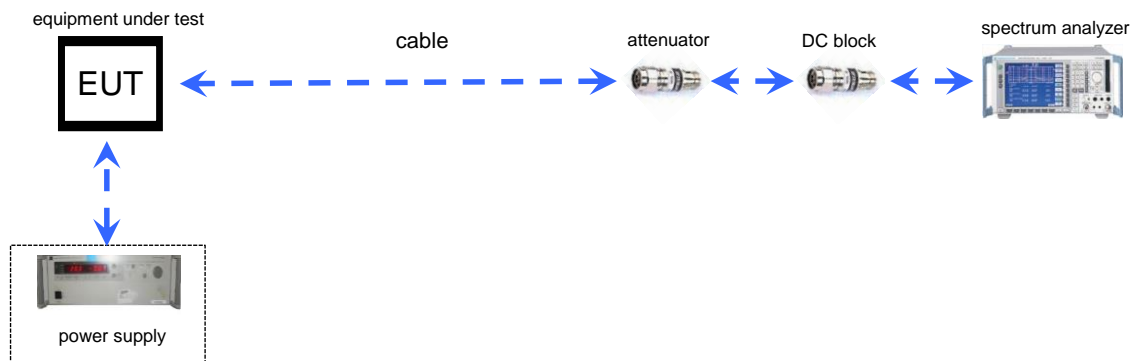 equipment under test
EUT
cable
attenuator
DC block
spectrum analyzer
power supply